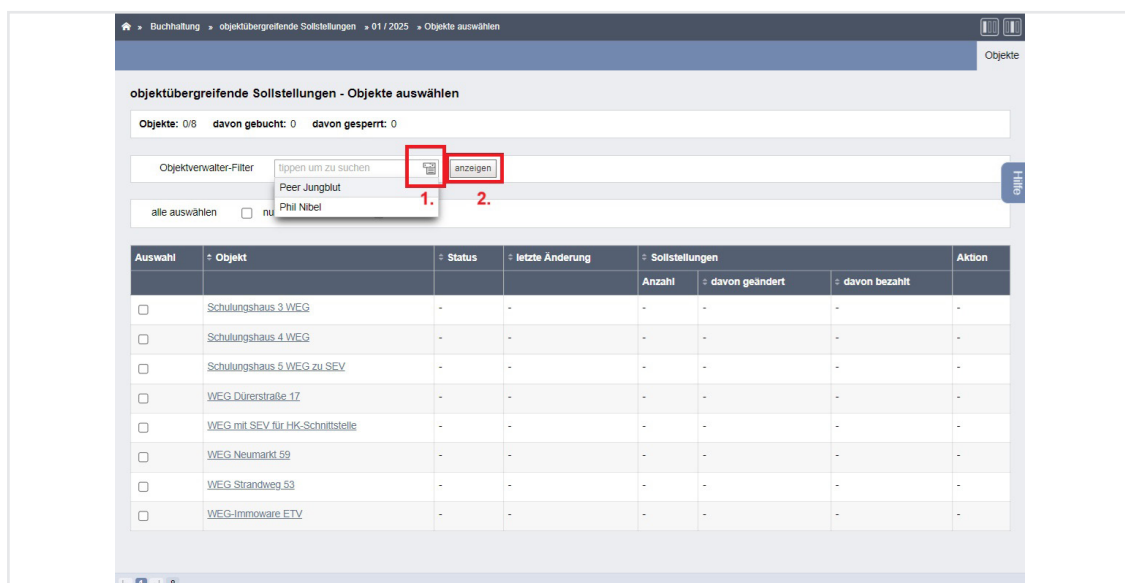 » Buchhaltung » objektübergreifende Sollstellungen » 01 / 2025 » Objekte auswählen
Objekte
objektübergreifende Sollstellungen - Objekte auswählen
Objekte: 0/8 davon gebucht: 0 davon gesperrt: 0
Objektverwalter-Filter tippen um zu suchen anzeigen
Hilfe
Peer Jungblut
1. 2.
alle auswählen
Phil Nibel
Auswahl Objekt Status letzte Änderung Sollstellungen Aktion
Anzahl davon geändert davon bezahlt
Schulungshaus 3 WEG - - - - - -
Schulungshaus 4 WEG - - - - - -
Schulungshaus 5 WEG zu SEV - - - - - -
WEG Dürerstraße 17 - - - - - -
WEG mit SEV für HK-Schnittstelle - - - - - -
WEG Neumarkt 59 - - - - - -
WEG Strandweg 53 - - - - - -
WEG-Immoware ETV - - - - - -